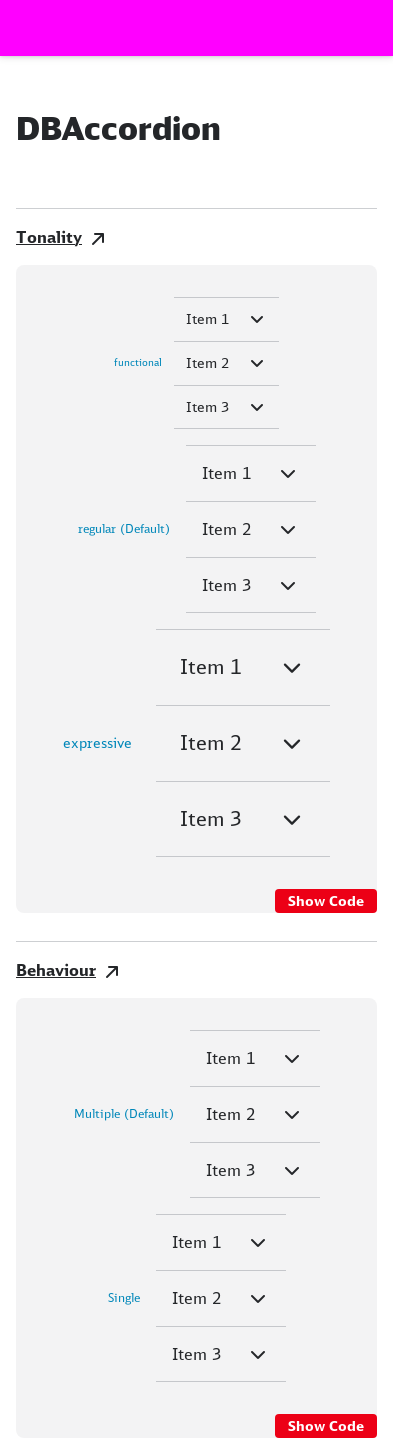 DBAccordion
Tonality
functional
Item 1
Item 2
Item 3
regular (Default)
Item 1
Item 2
Item 3
expressive
Item 1
Item 2
Item 3
Show Code
Behaviour
Multiple (Default)
Item 1
Item 2
Item 3
Single
Item 1
Item 2
Item 3
Show Code